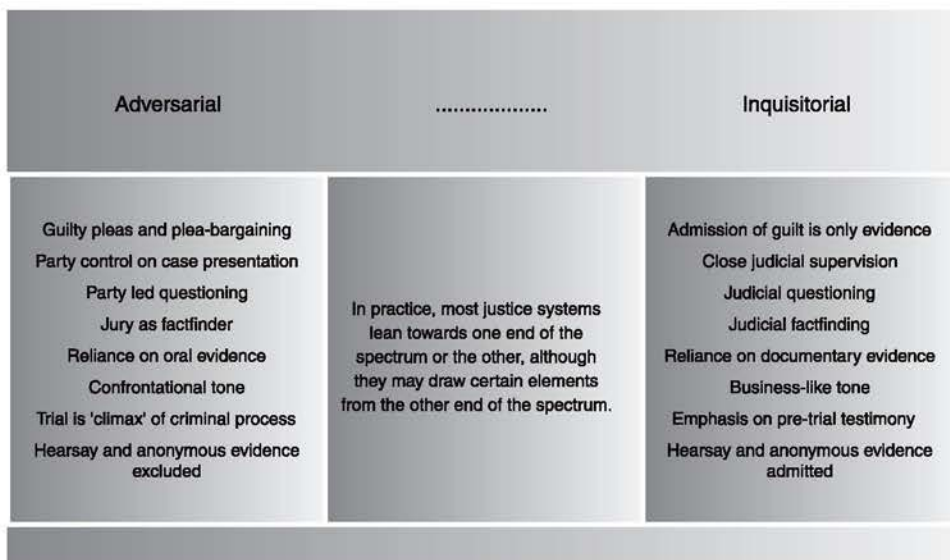 Adversarial
...................
Inquisitorial
Guilty pleas and plea-bargaining
Party control on case presentation
Party led questioning
Jury as factfinder
Reliance on oral evidence
Confrontational tone
Trial is 'climax' of criminal process
Hearsay and anonymous evidence
excluded
In practice, most justice systems
lean towards one end of the
spectrum or the other, although
they may draw certain elements
from the other end of the spectrum.
Admission of guilt is only evidence
Close judicial supervision
Judicial questioning
Judicial factfinding
Reliance on documentary evidence
Business-like tone
Emphasis on pre-trial testimony
Hearsay and anonymous evidence
admitted